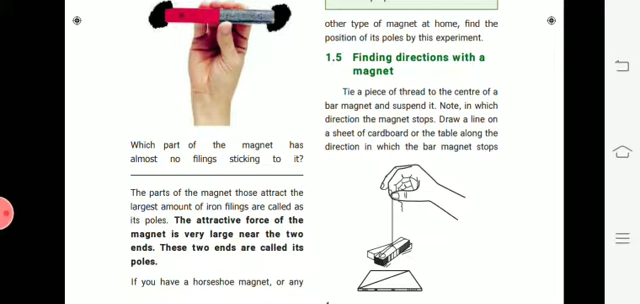 Which part of the magnet has
almost no filings sticking to it?
The parts of the magnet those attract the
largest amount of iron filings are called as
its poles. The attractive force of the
magnet is very large near the two
ends. These two ends are called its
poles.
If you have a horseshoe magnet, or any
other type of magnet at home, find the
position of its poles by this experiment.
1.5 Finding directions with a
magnet
Tie a piece of thread to the centre of a
bar magnet and suspend it. Note, in which
direction the magnet stops. Draw a line on
a sheet of cardboard or the table along the
direction in which the bar magnet stops